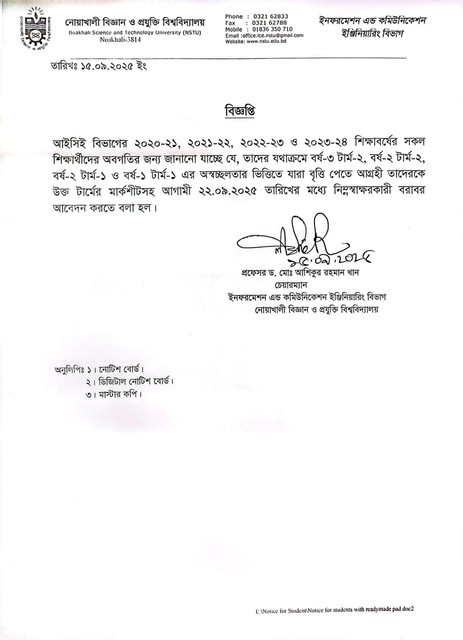 নোয়াখালী বিজ্ঞান ও প্রযুক্তি বিশ্ববিদ্যালয়
Noakhali Science and Technology University (NSTU)
Noakhali-3814
Phone : 0321 62833
Fax : 0321 62788
Mobile : 01836 350 710
Email :office.ice.nstu@gmail.com
Website: www.nstu.edu.bd
ইনফরমেশন এন্ড কমিউনিকেশন
ইঞ্জিনিয়ারিং বিভাগ
তারিখঃ ১৫.০৯.২০২৫ ইং
বিজ্ঞপ্তি
আইসিই বিভাগের ২০২০-২১, ২০২১-২২, ২০২২-২৩ ও ২০২৩-২৪ শিক্ষাবর্ষের সকল
শিক্ষার্থীদের অবগতির জন্য জানানো যাচ্ছে যে, তাদের যথাক্রমে বর্ষ-৩ টার্ম-২, বর্ষ-২ টার্ম-২,
বর্ষ-২ টার্ম-১ ও বর্ষ-১ টার্ম-১ এর অস্বচ্ছলতার ভিত্তিতে যারা বৃত্তি পেতে আগ্রহী তাদেরকে
উক্ত টার্মের মার্কশীটসহ আগামী ২২.০৯.২০২৫ তারিখের মধ্যে নিম্নস্বাক্ষরকারী বরাবর
আবেদন করতে বলা হল।
১৫.০৯.২০২৫
প্রফেসর ড. মোঃ আশিকুর রহমান খান
চেয়ারম্যান
ইনফরমেশন এন্ড কমিউনিকেশন ইঞ্জিনিয়ারিং বিভাগ
নোয়াখালী বিজ্ঞান ও প্রযুক্তি বিশ্ববিদ্যালয়
অনুলিপিঃ ১। নোটিশ বোর্ড।
২। ডিজিটাল নোটিশ বোর্ড।
৩। মাস্টার কপি।
E:\Notice for Student\Notice for students with readymade pad.doc2